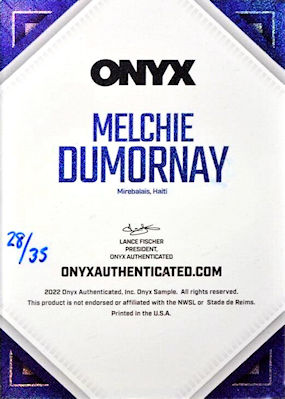 ONYX
MELCHIE
DUMORNAY
Mirebalais, Haiti
28/35
LANCE FISCHER
PRESIDENT,
ONYX AUTHENTICATED
ONYXAUTHENTICATED.COM
2022 Onyx Authenticated, Inc. Onyx Sample. All rights reserved.
This product is not endorsed or affiliated with the NWSL or Stade de Reims.
Printed in the U.S.A.